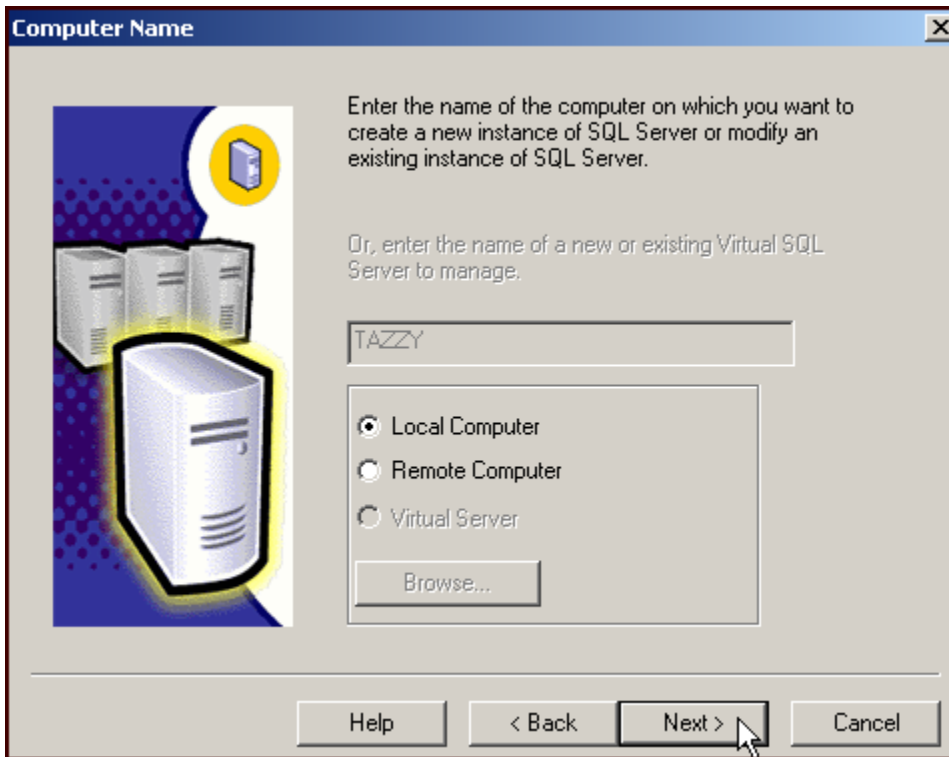 Computer Name
Enter the name of the computer on which you want to
create a new instance of SQL Server or modify an
existing instance of SQL Server.
Or, enter the name of a new or existing Virtual SQL
Server to manage.
TAZZY
Local Computer
Remote Computer
Virtual Server
Browse...
Help
< Back
Next >
Cancel